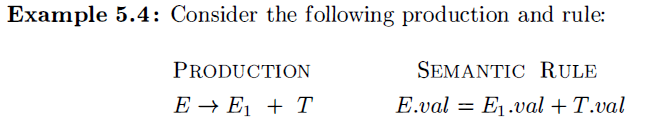 Example 5.4: Consider the following production and rule:
PRODUCTION SEMANTIC RULE
E → E₁ + T E.val = E₁.val + T.val